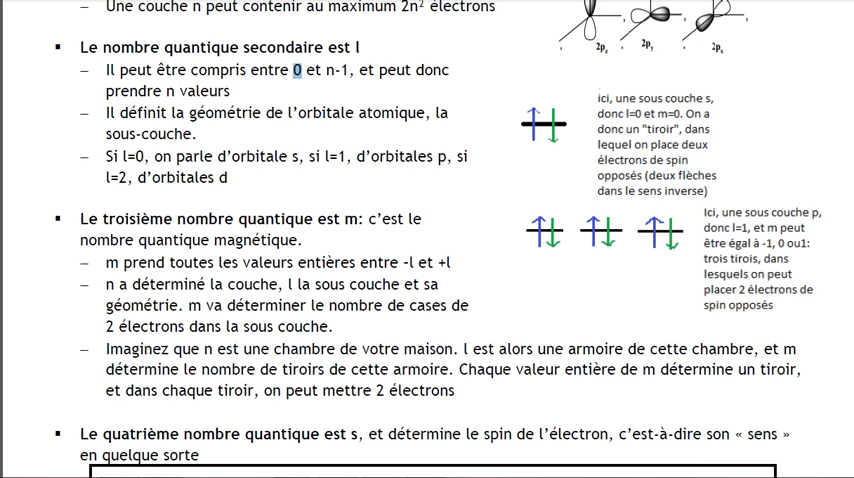 – Une couche n peut contenir au maximum 2n² électrons
2pz 2py 2px
▪ Le nombre quantique secondaire est l
– Il peut être compris entre 0 et n-1, et peut donc
prendre n valeurs
– Il définit la géométrie de l’orbitale atomique, la
sous-couche.
– Si l=0, on parle d’orbitale s, si l=1, d’orbitales p, si
l=2, d’orbitales d
ici, une sous couche s,
donc l=0 et m=0. On a
donc un "tiroir", dans
lequel on place deux
électrons de spin
opposés (deux flèches
dans le sens inverse)
▪ Le troisième nombre quantique est m: c’est le
nombre quantique magnétique.
– m prend toutes les valeurs entières entre –l et +l
– n a déterminé la couche, l la sous couche et sa
géométrie. m va déterminer le nombre de cases de
2 électrons dans la sous couche.
Ici, une sous couche p,
donc l=1, et m peut
être égal à -1, 0 ou1:
trois tirois, dans
lesquels on peut
placer 2 électrons de
spin opposés
– Imaginez que n est une chambre de votre maison. l est alors une armoire de cette chambre, et m
détermine le nombre de tiroirs de cette armoire. Chaque valeur entière de m détermine un tiroir,
et dans chaque tiroir, on peut mettre 2 électrons
▪ Le quatrième nombre quantique est s, et détermine le spin de l’électron, c’est-à-dire son « sens »
en quelque sorte